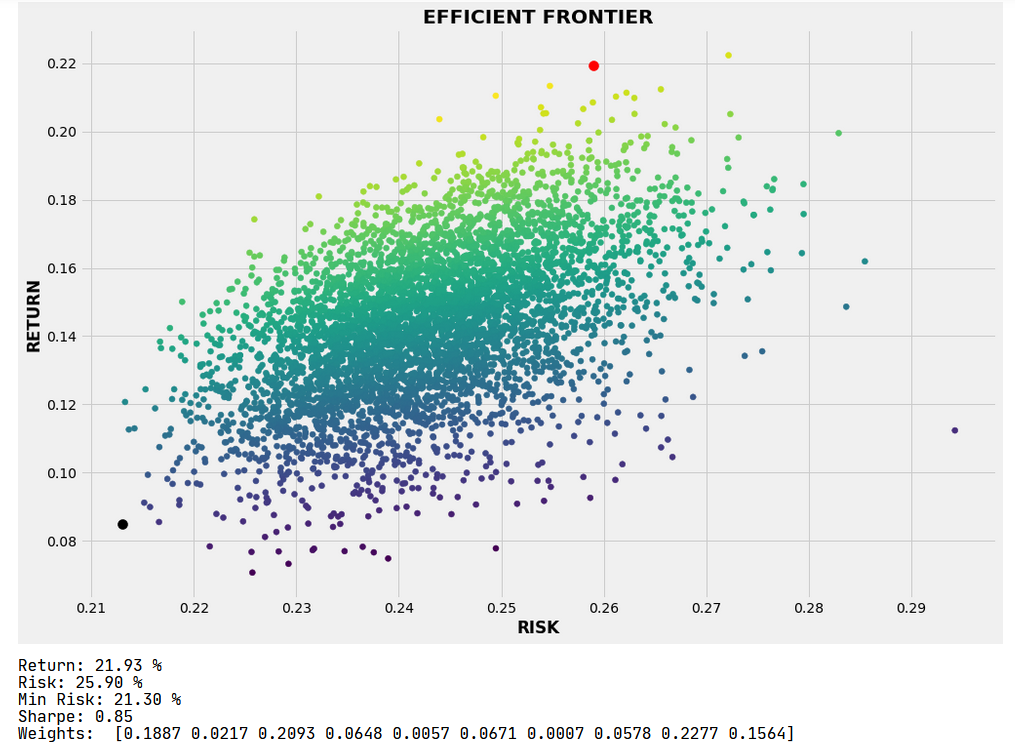 EFFICIENT FRONTIER
0.22
0.20
0.18
0.16
0.14
0.12
0.10
0.08
RETURN
0.21 0.22 0.23 0.24 0.25 0.26 0.27 0.28 0.29
RISK
Return: 21.93 %
Risk: 25.90 %
Min Risk: 21.30 %
Sharpe: 0.85
Weights:  [0.1887 0.0217 0.2093 0.0648 0.0057 0.0671 0.0007 0.0578 0.2277 0.1564]